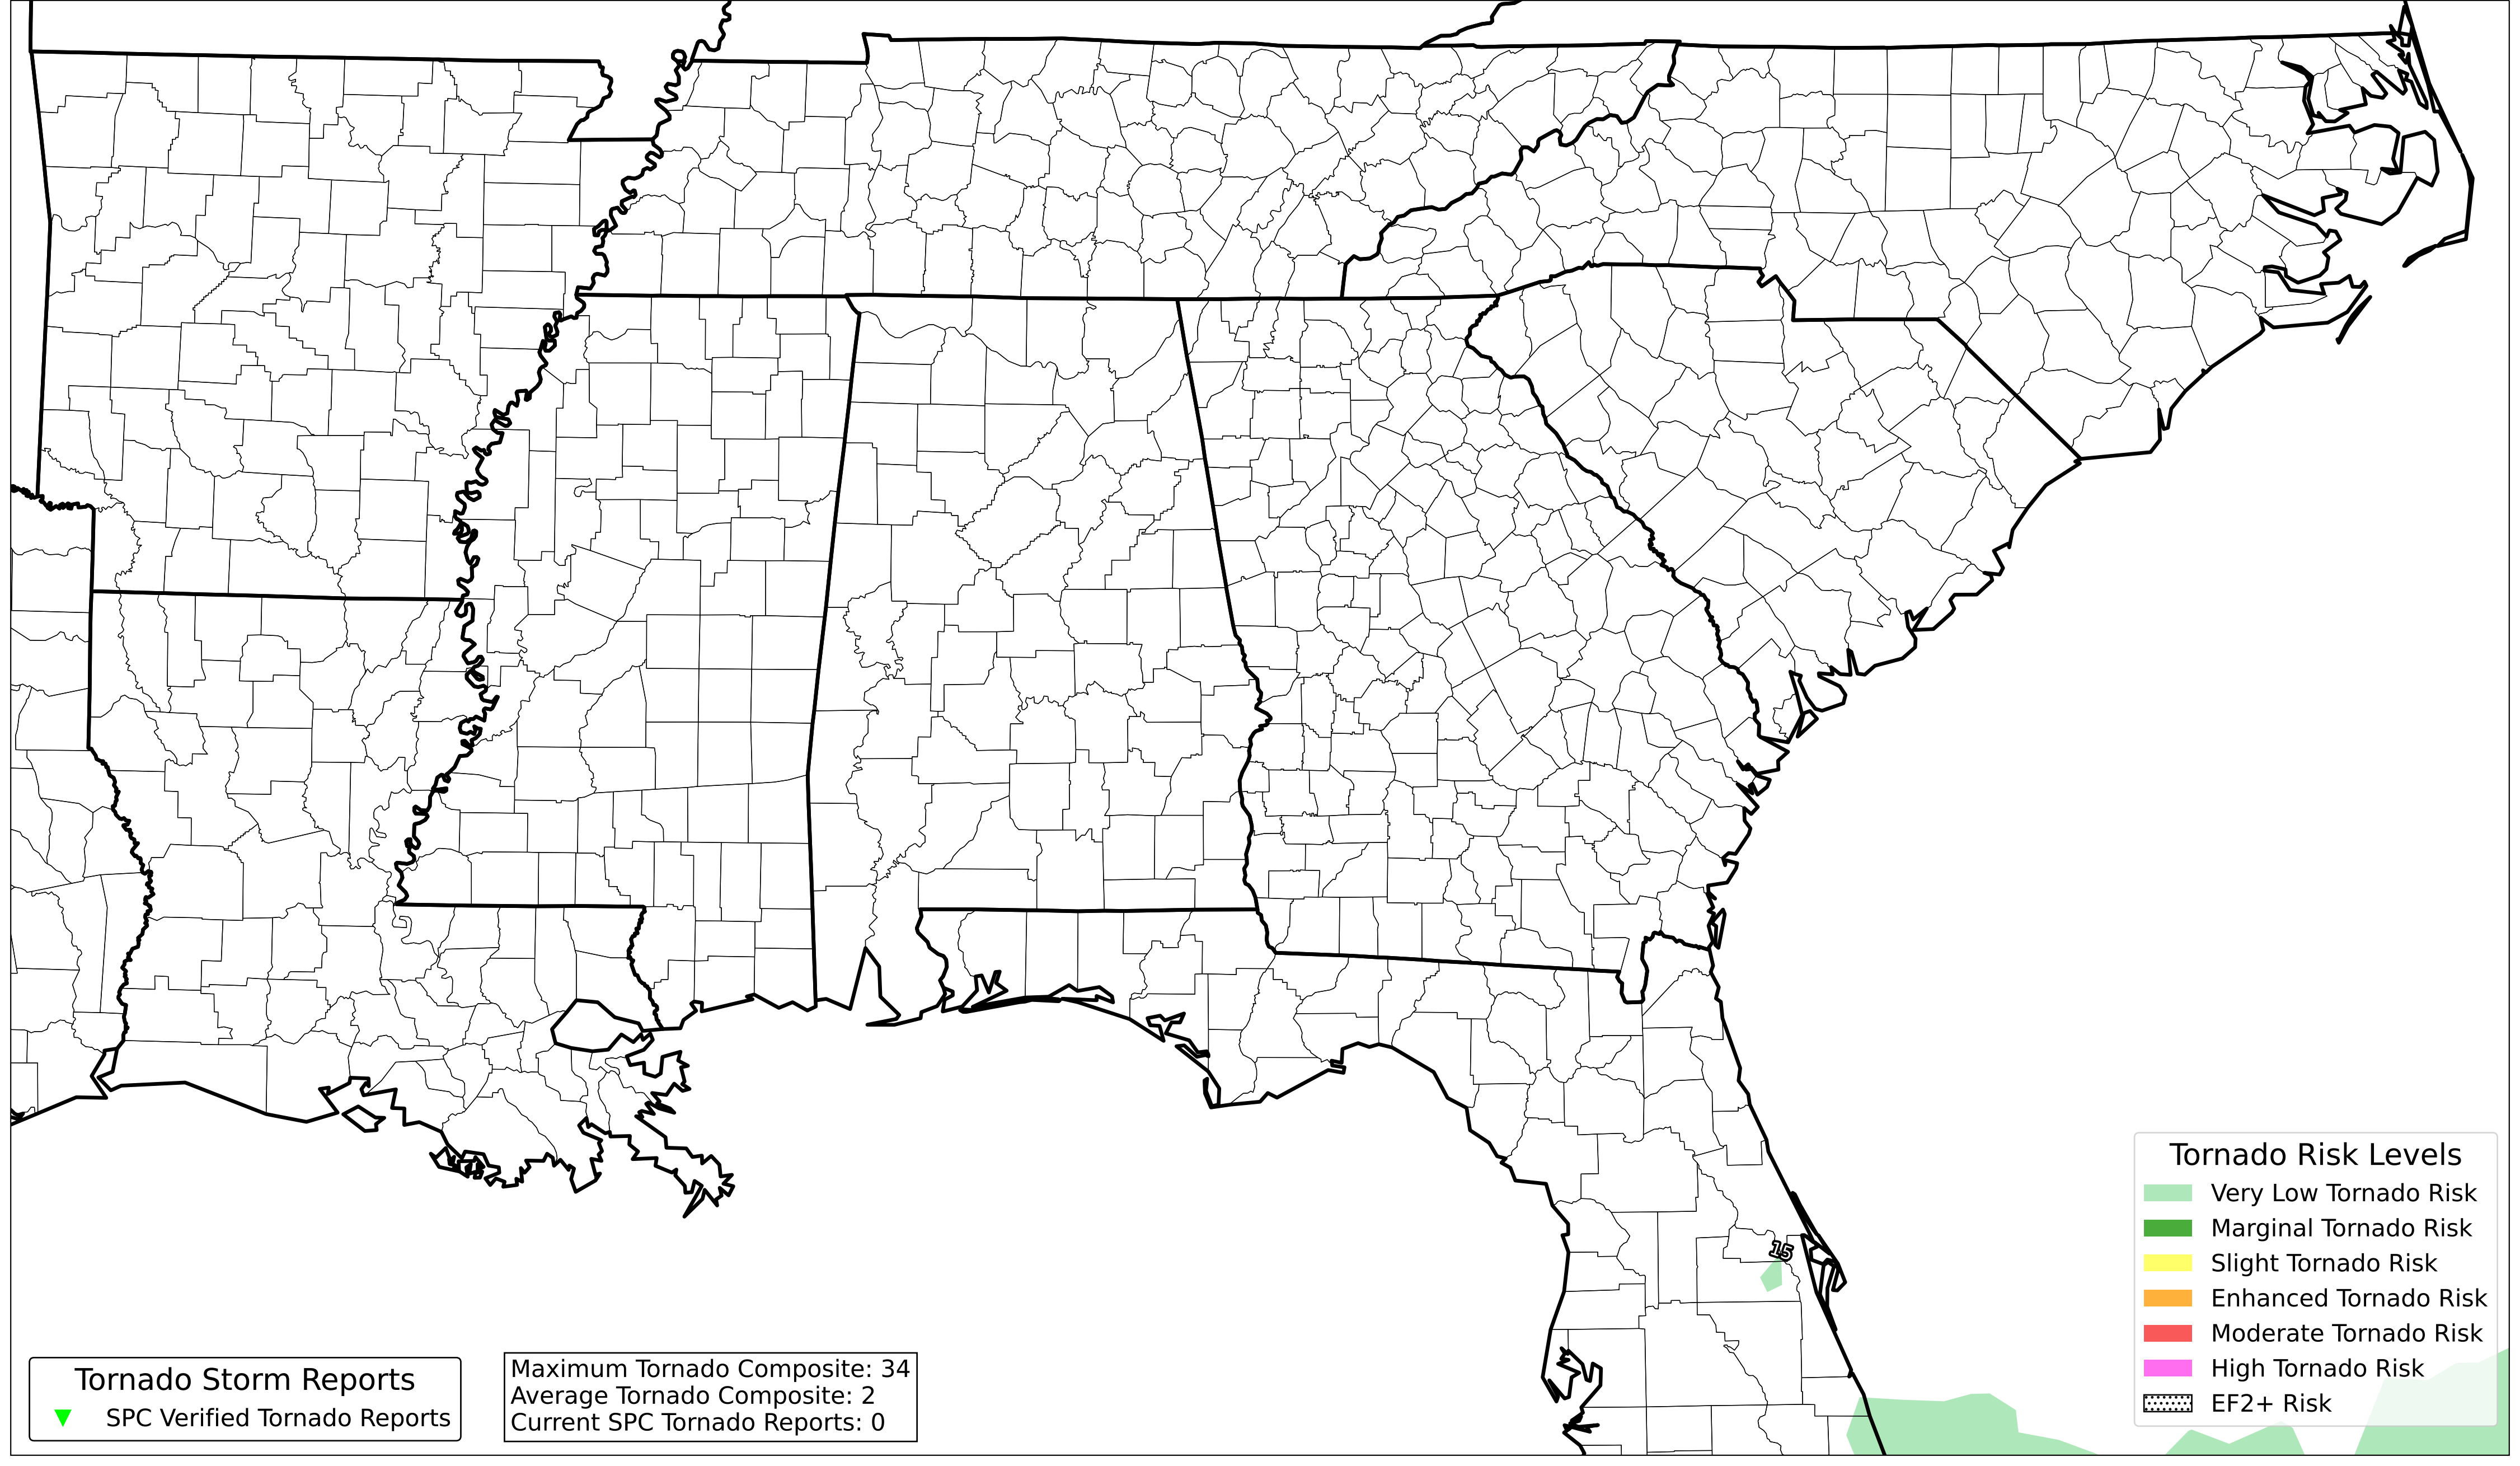 15
Tornado Risk Levels
Very Low Tornado Risk
Marginal Tornado Risk
Slight Tornado Risk
Enhanced Tornado Risk
Moderate Tornado Risk
High Tornado Risk
EF2+ Risk
Tornado Storm Reports
SPC Verified Tornado Reports
Maximum Tornado Composite: 34
Average Tornado Composite: 2
Current SPC Tornado Reports: 0